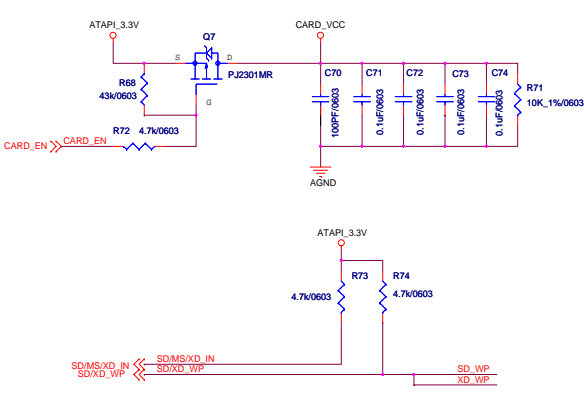 ATAPI_3.3V
CARD_VCC
Q7
S
D
G
PJ2301MR
R68
43k/0603
R72
4.7k/0603
CARD_EN
CARD_EN
C70
100PF/0603
C71
0.1uF/0603
C72
0.1uF/0603
C73
0.1uF/0603
C74
0.1uF/0603
R71
10K_1%/0603
AGND
ATAPI_3.3V
R73
4.7k/0603
R74
4.7k/0603
SD/MS/XD_IN
SD/MS/XD_IN
SD/XD_WP
SD/XD_WP
SD_WP
XD_WP